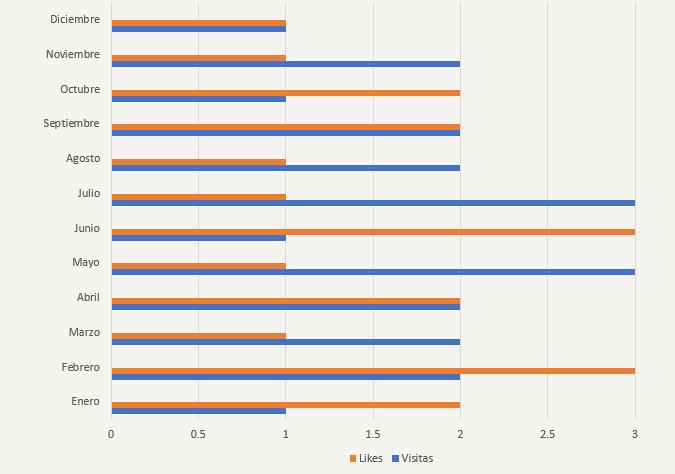 Diciembre
Noviembre
Octubre
Septiembre
Agosto
Julio
Junio
Mayo
Abril
Marzo
Febrero
Enero
0 0.5 1 1.5 2 2.5 3
Likes Visitas